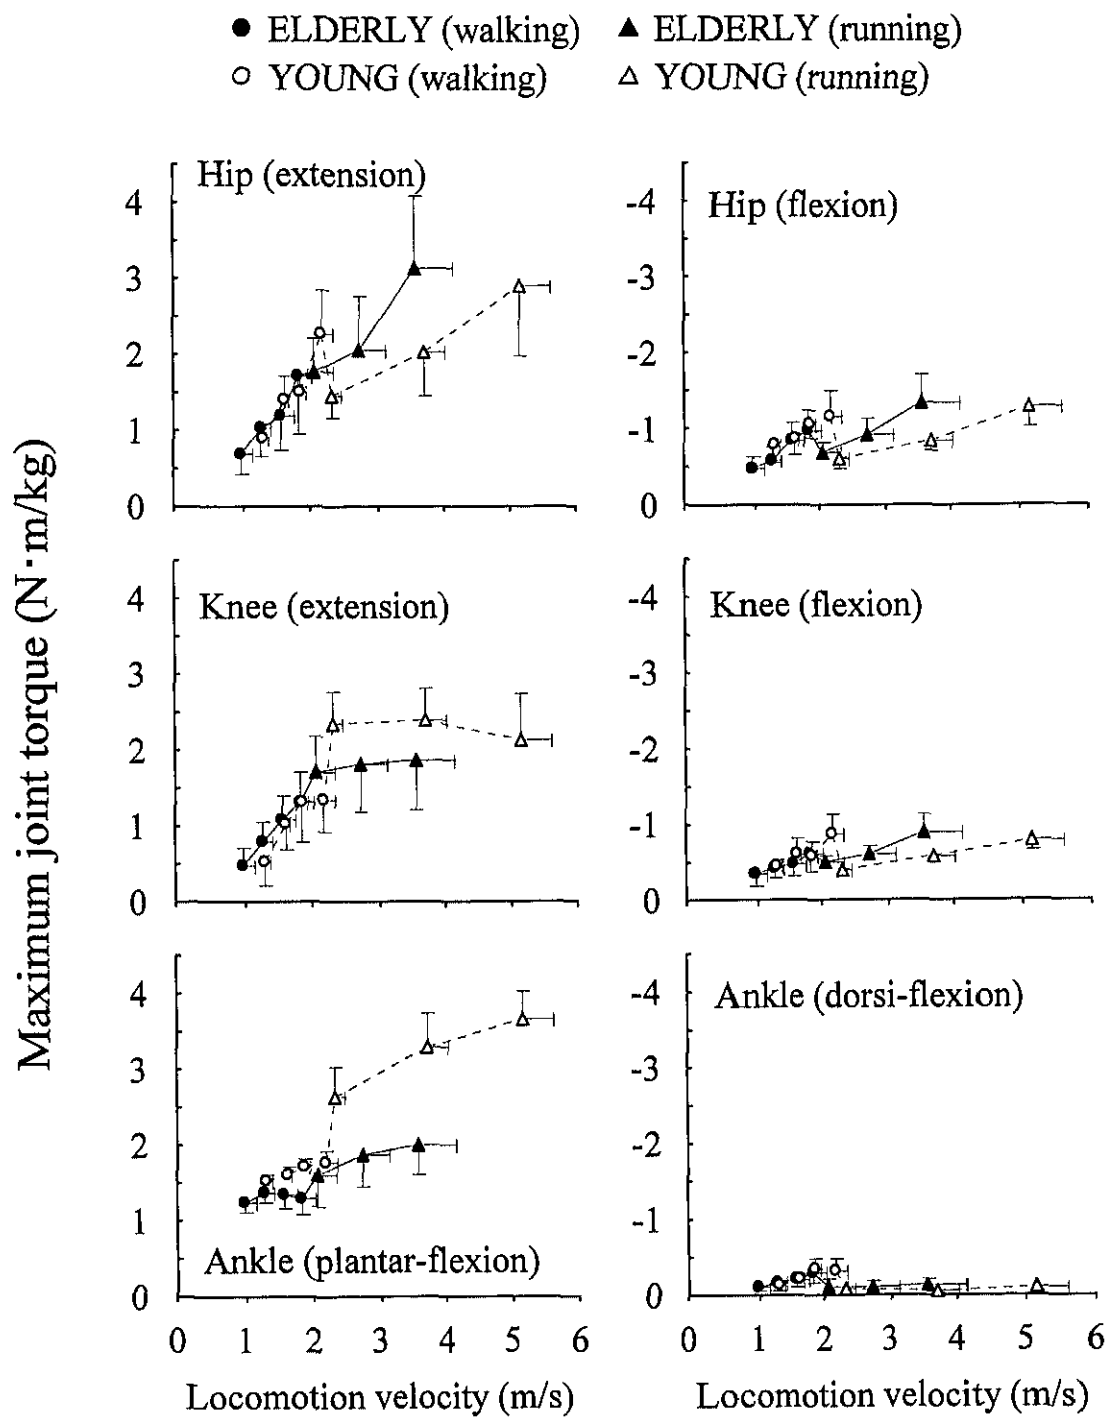 ● ELDERLY (walking) ▲ ELDERLY (running)
○ YOUNG (walking) △ YOUNG (running)
Maximum joint torque (N·m/kg)
Hip (extension)
4
3
2
1
0
Hip (flexion)
-4
-3
-2
-1
0
Knee (extension)
4
3
2
1
0
Knee (flexion)
-4
-3
-2
-1
0
Ankle (plantar-flexion)
4
3
2
1
0
0 1 2 3 4 5 6
Locomotion velocity (m/s)
Ankle (dorsi-flexion)
-4
-3
-2
-1
0
0 1 2 3 4 5 6
Locomotion velocity (m/s)